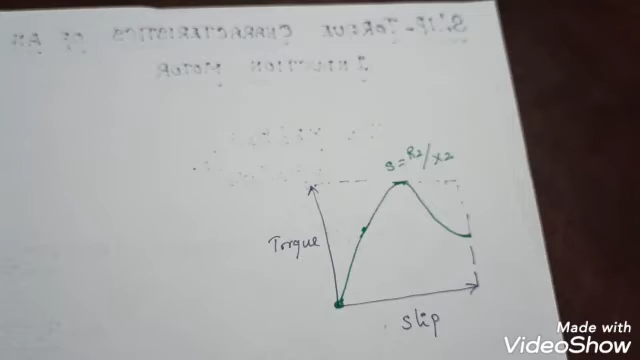 SLIP-TORQUE CHARACTERISTICS OF AN
INDUCTION MOTOR
S=R2/X2
Torque
Slip
Made with
VideoShow